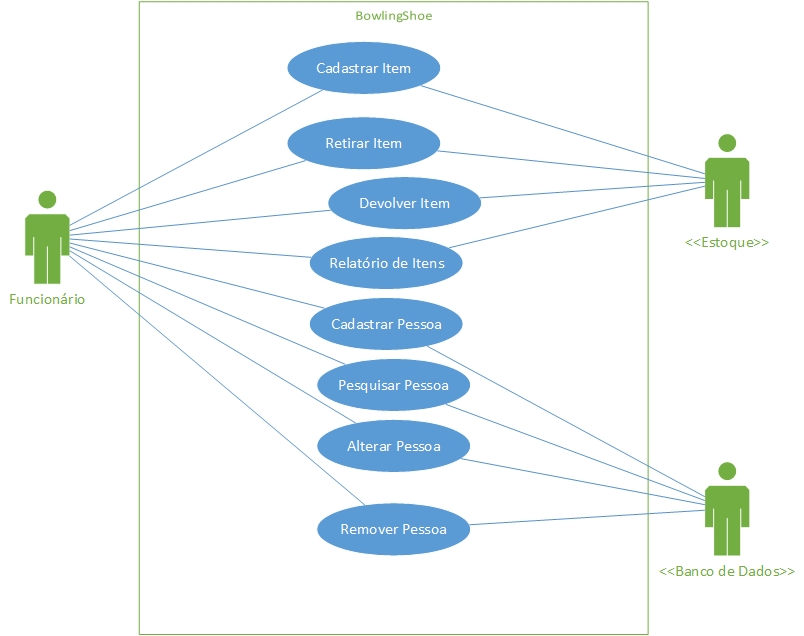 BowlingShoe
Cadastrar Item
Retirar Item
Devolver Item
<<Estoque>>
Relatório de Itens
Funcionário
Cadastrar Pessoa
Pesquisar Pessoa
Alterar Pessoa
Remover Pessoa
<<Banco de Dados>>